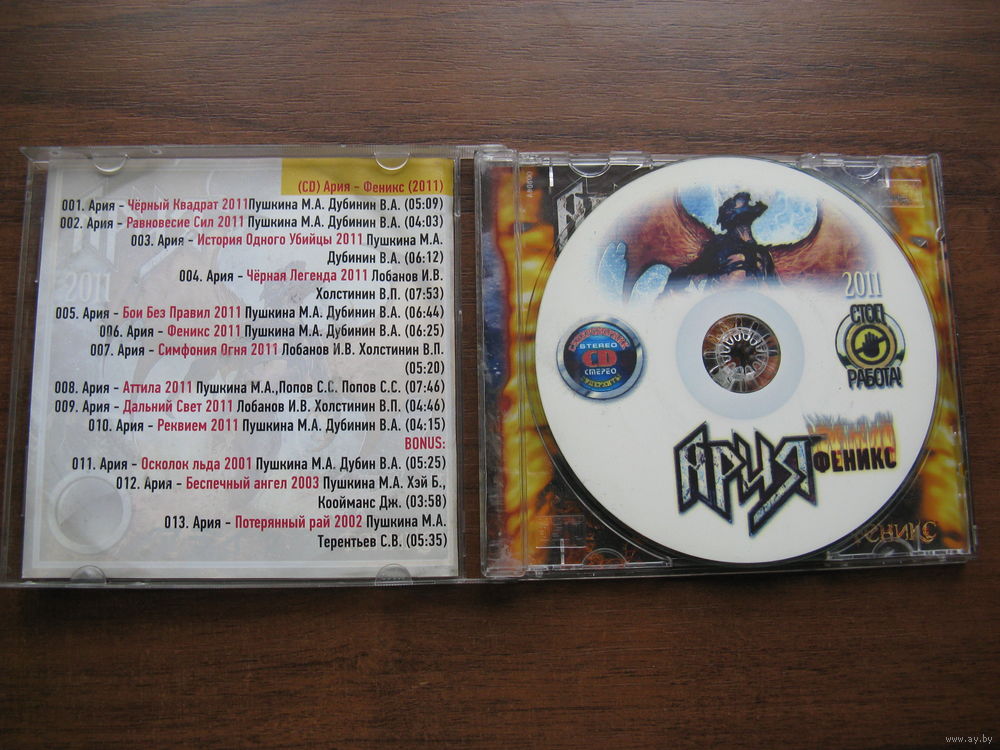 (CD) Ария - Феникс (2011)
001. Ария - Чёрный Квадрат 2011 Пушкина М.А. Дубинин В.А. (05:09)
002. Ария - Равновесие Сил 2011 Пушкина М.А. Дубинин В.А. (04:03)
003. Ария - История Одного Убийцы 2011 Пушкина М.А.
Дубинин В.А. (06:12)
004. Ария - Чёрная Легенда 2011 Лобанов И.В.
Холстинин В.П. (07:53)
005. Ария - Бои Без Правил 2011 Пушкина М.А. Дубинин В.А. (06:44)
006. Ария - Феникс 2011 Пушкина М.А. Дубинин В.А. (06:25)
007. Ария - Симфония Огня 2011 Лобанов И.В. Холстинин В.П.
(05:20)
008. Ария - Аттила 2011 Пушкина М.А.,Попов С.С. Попов С.С. (07:46)
009. Ария - Дальний Свет 2011 Лобанов И.В. Холстинин В.П. (04:46)
010. Ария - Реквием 2011 Пушкина М.А. Дубинин В.А. (04:15)
BONUS:
011. Ария - Осколок льда 2001 Пушкина М.А. Дубин В.А. (05:25)
012. Ария - Беспечный ангел 2003 Пушкина М.А. Хэй Б.,
Коойманс Дж. (03:58)
013. Ария - Потерянный рай 2002 Пушкина М.А.
Терентьев С.В. (05:35)
2011
2011
СТОП
РАБОТА!
STEREO
CD
СТЕРЕО
АРИЯ
ФЕНИКС
ФЕНИКС
www.ay.by